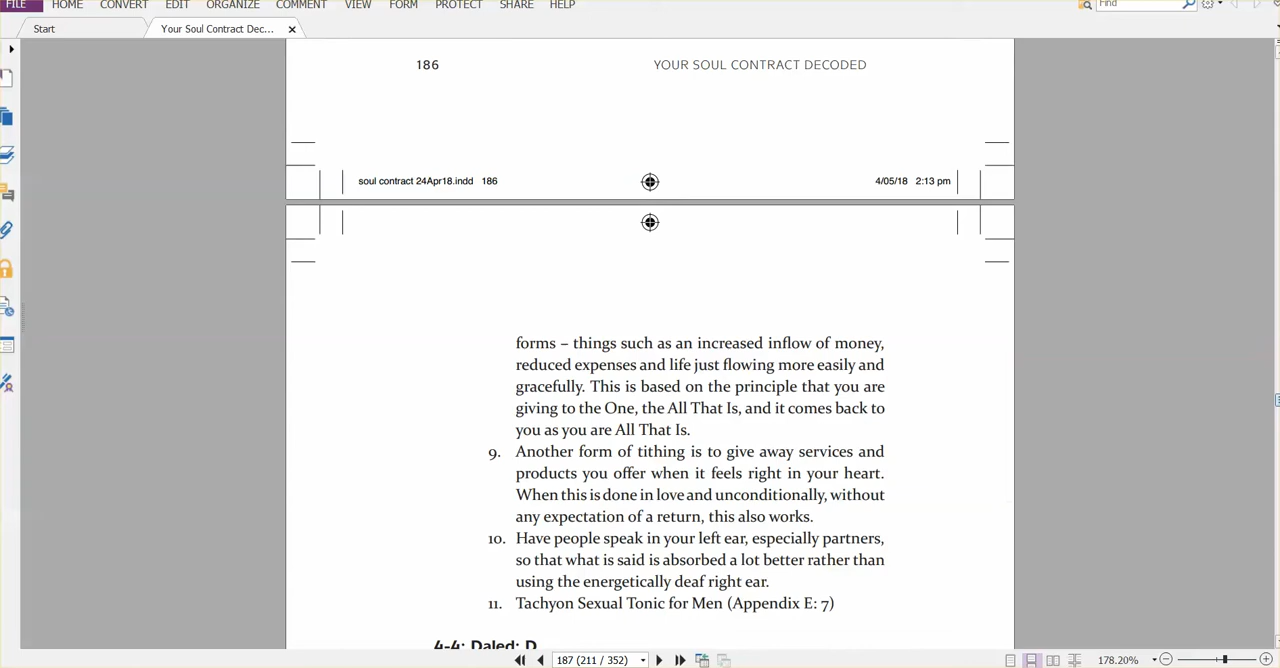 FILE HOME CONVERT EDIT ORGANIZE COMMENT VIEW FORM PROTECT SHARE HELP
Find
Start
Your Soul Contract Dec...
186 YOUR SOUL CONTRACT DECODED
soul contract 24Apr18.indd 186 4/05/18 2:13 pm
forms – things such as an increased inflow of money,
reduced expenses and life just flowing more easily and
gracefully. This is based on the principle that you are
giving to the One, the All That Is, and it comes back to
you as you are All That Is.
9. Another form of tithing is to give away services and
products you offer when it feels right in your heart.
When this is done in love and unconditionally, without
any expectation of a return, this also works.
10. Have people speak in your left ear, especially partners,
so that what is said is absorbed a lot better rather than
using the energetically deaf right ear.
11. Tachyon Sexual Tonic for Men (Appendix E: 7)
4-4: Daled: D
187 (211 / 352)
178.20%